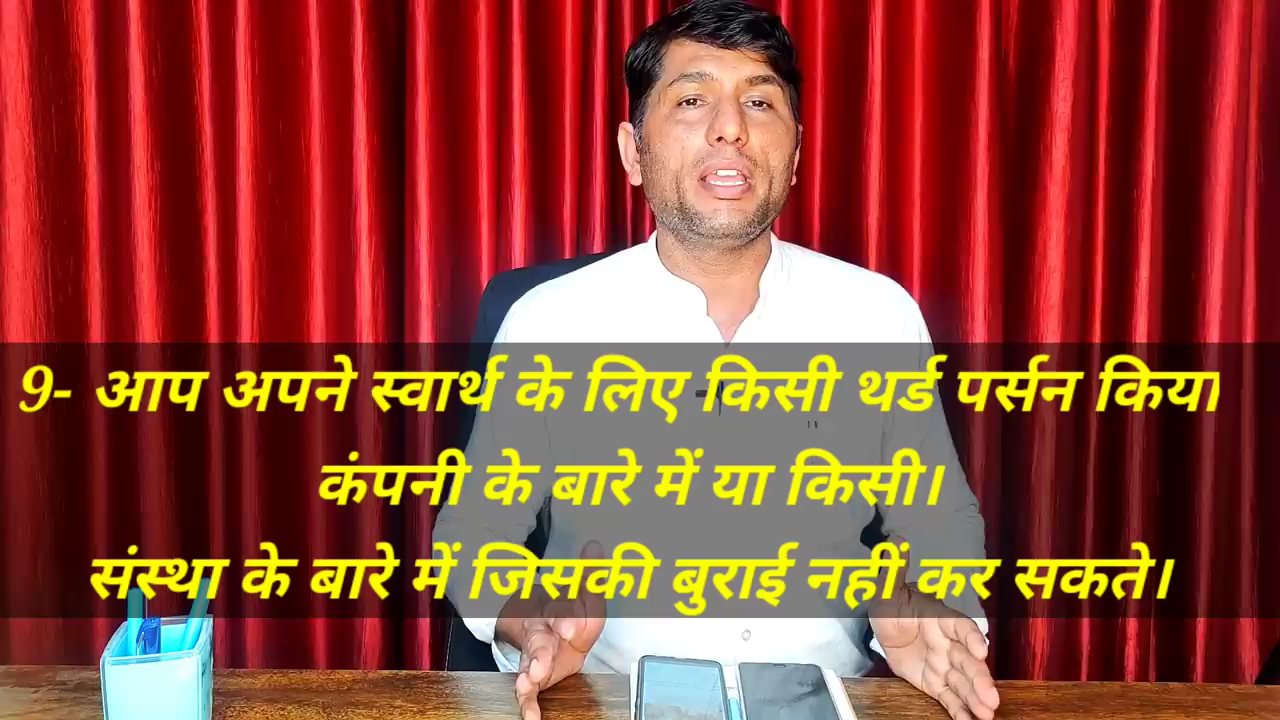 9- आप अपने स्वार्थ के लिए किसी थर्ड पर्सन किया
कंपनी के बारे में या किसी।
संस्था के बारे में जिसकी बुराई नहीं कर सकते।